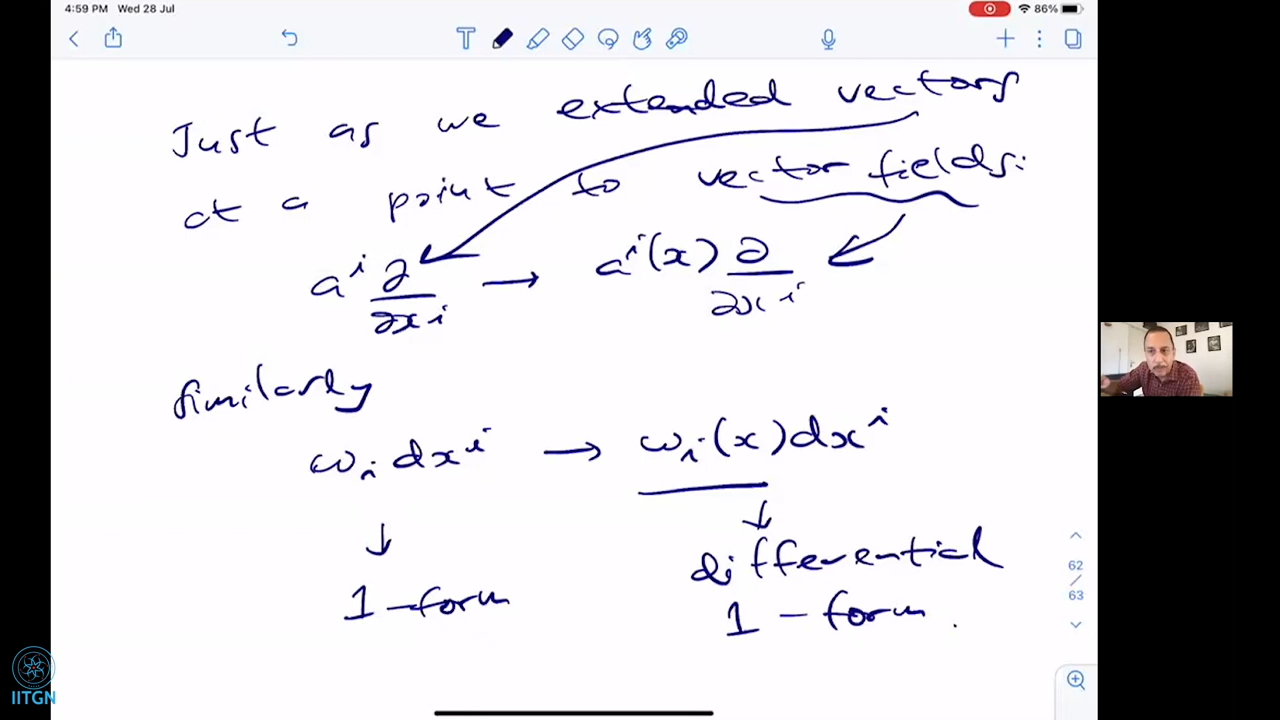 4:59 PM Wed 28 Jul
86%
Just as we extended vectors
at a point to vector fields:
a^i ∂/∂x^i → a^i(x) ∂/∂x^i
Similarly
ω_i dx^i → ω_i(x) dx^i
↓ ↓
1-form differential
1-form.
62
/
63
IITGN